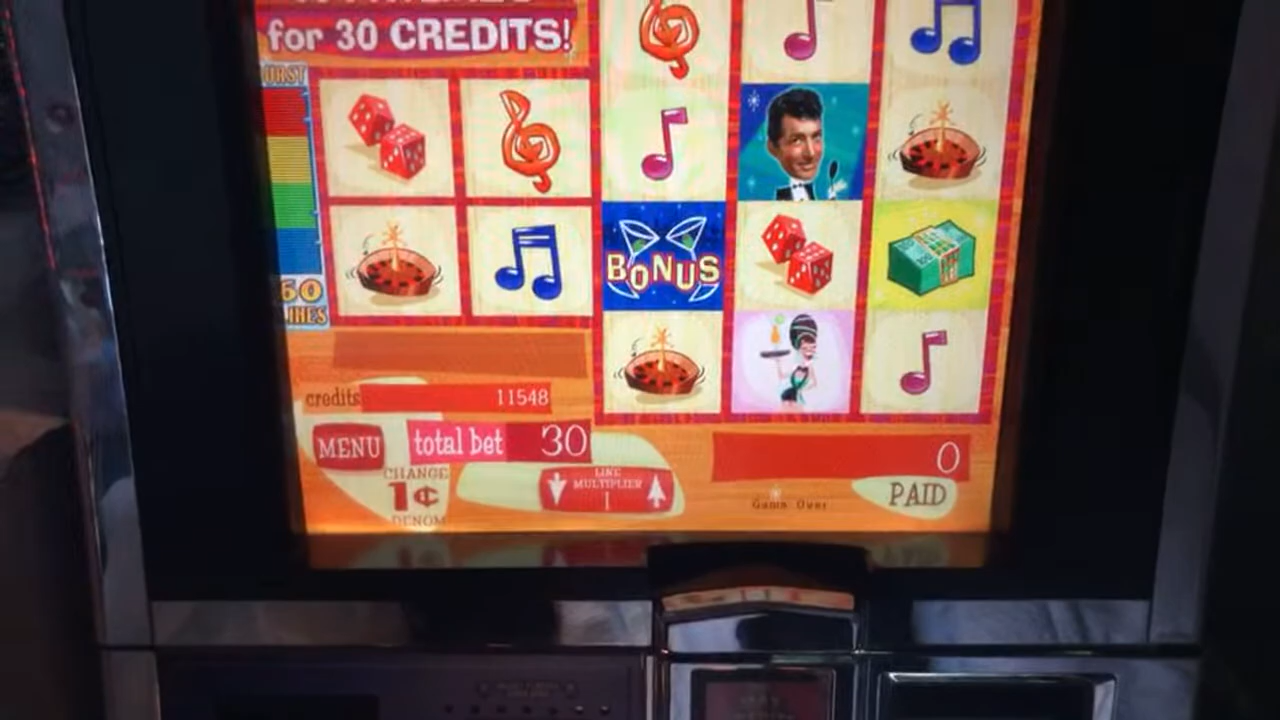 for 30 CREDITS!
BONUS
60
LINES
credits 11548
MENU
total bet 30
0
CHANGE
1¢
DENOM
LINE
MULTIPLIER
1
Game Over
PAID